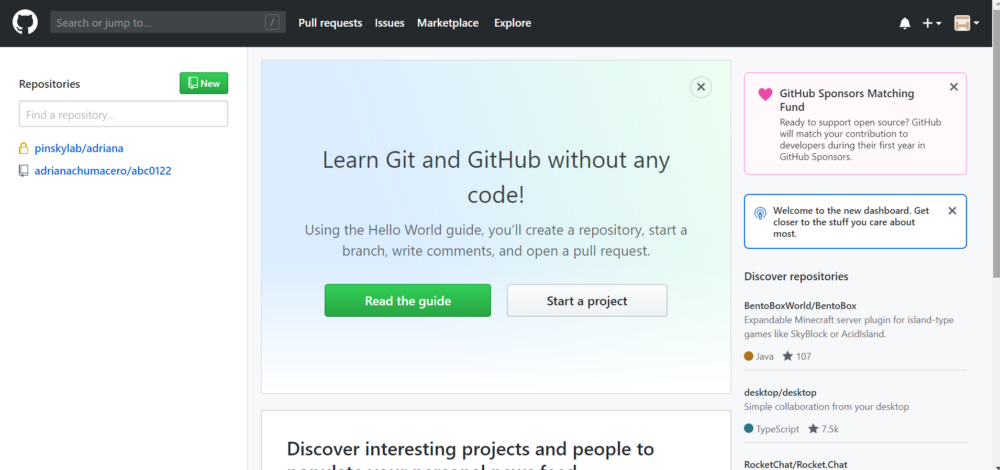 Search or jump to...
/
Pull requests
Issues
Marketplace
Explore
Repositories
New
Find a repository...
pinskylab/adriana
adrianachumacero/abc0122
Learn Git and GitHub without any
code!
Using the Hello World guide, you’ll create a repository, start a
branch, write comments, and open a pull request.
Read the guide
Start a project
Discover interesting projects and people to
populate your personal news feed
GitHub Sponsors Matching
Fund
Ready to support open source? GitHub
will match your contribution to
developers during their first year in
GitHub Sponsors.
Welcome to the new dashboard. Get
closer to the stuff you care about
most.
Discover repositories
BentoBoxWorld/BentoBox
Expandable Minecraft server plugin for island-type
games like SkyBlock or AcidIsland.
Java 107
desktop/desktop
Simple collaboration from your desktop
TypeScript 7.5k
RocketChat/Rocket.Chat